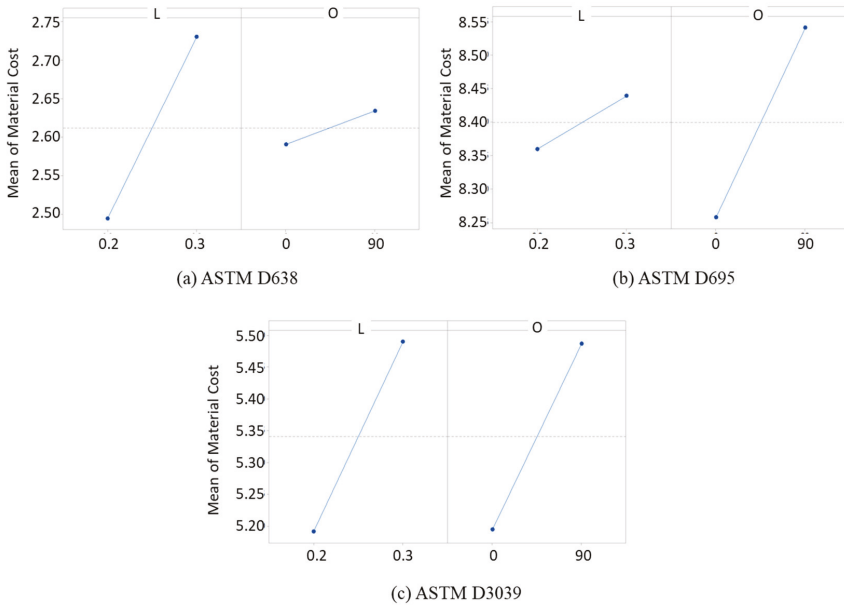 L O
Mean of Material Cost
2.75
2.70
2.65
2.60
2.55
2.50
0.2 0.3 0 90
(a) ASTM D638
L O
Mean of Material Cost
8.55
8.50
8.45
8.40
8.35
8.30
8.25
0.2 0.3 0 90
(b) ASTM D695
L O
Mean of Material Cost
5.50
5.45
5.40
5.35
5.30
5.25
5.20
0.2 0.3 0 90
(c) ASTM D3039